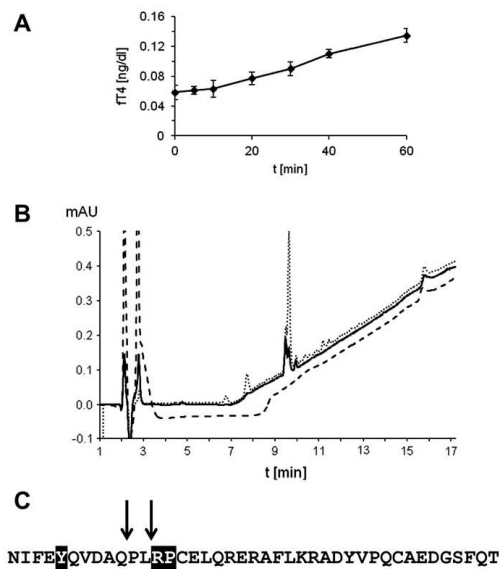 A
0.16
0.12
0.08
0.04
0
fT4 [ng/dl]
0 20 40 60
t [min]
B
mAU
0.5
0.4
0.3
0.2
0.1
0.0
-0.1
1 3 5 7 9 11 13 15 17
t [min]
C
NIFEYQVDAQPLRPCELQRERAFLKRADYVPQCAEDGSFQT